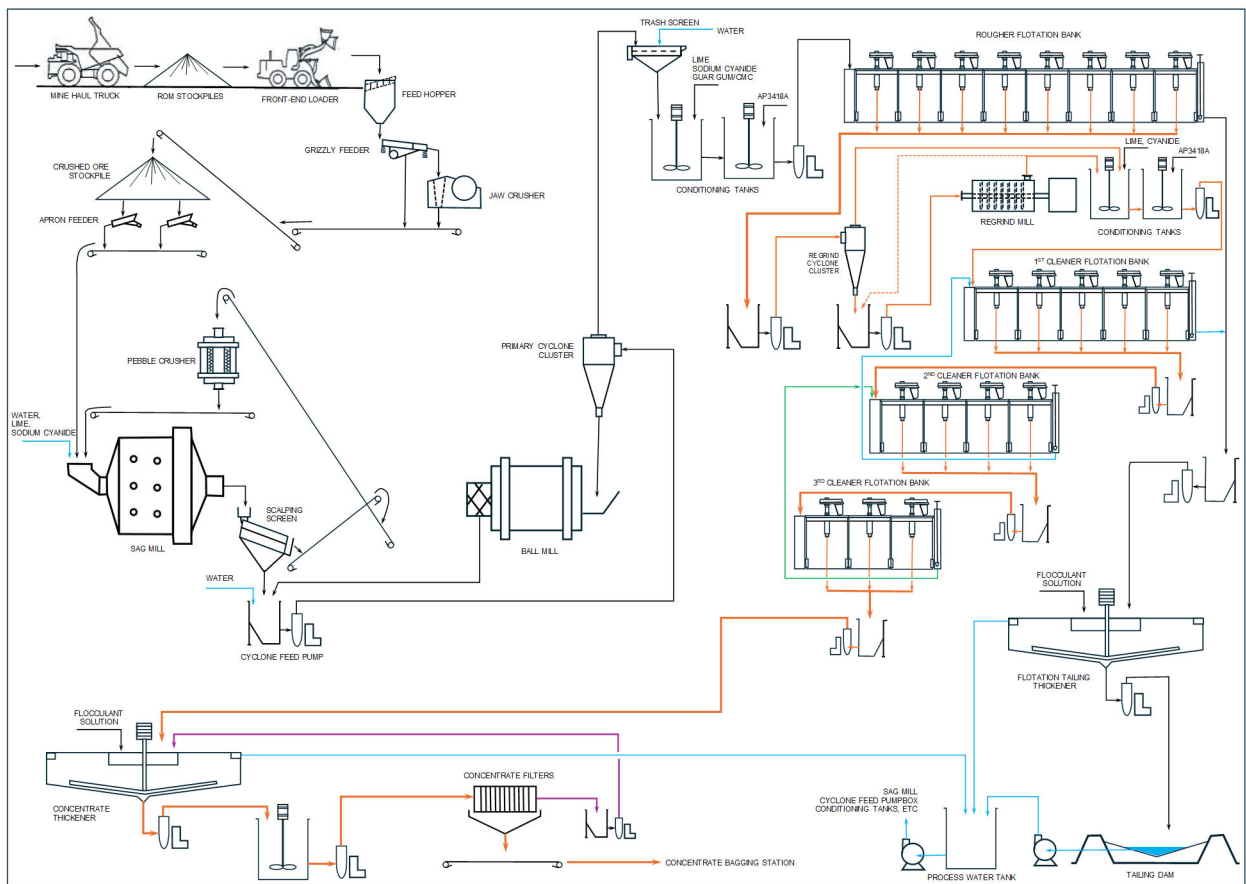 TRASH SCREEN
WATER
ROUGHER FLOTATION BANK
LIME
SODIUM CYANIDE
GUAR GUM/CMC
AP3418A
MINE HAUL TRUCK
ROM STOCKPILES
FRONT-END LOADER
FEED HOPPER
GRIZZLY FEEDER
CRUSHED ORE
STOCKPILE
JAW CRUSHER
APRON FEEDER
CONDITIONING TANKS
LIME, CYANIDE
AP3418A
REGRIND MILL
CONDITIONING TANKS
REGRIND
CYCLONE
CLUSTER
1ST CLEANER FLOTATION BANK
PEBBLE CRUSHER
PRIMARY CYCLONE
CLUSTER
2ND CLEANER FLOTATION BANK
WATER,
LIME,
SODIUM CYANIDE
3RD CLEANER FLOTATION BANK
SCALPING
SCREEN
SAG MILL
BALL MILL
WATER
CYCLONE FEED PUMP
FLOCCULANT
SOLUTION
FLOTATION TAILING
THICKENER
FLOCCULANT
SOLUTION
CONCENTRATE FILTERS
SAG MILL
CYCLONE FEED PUMPBOX
CONDITIONING TANKS, ETC
CONCENTRATE
THICKENER
CONCENTRATE BAGGING STATION
PROCESS WATER TANK
TAILING DAM